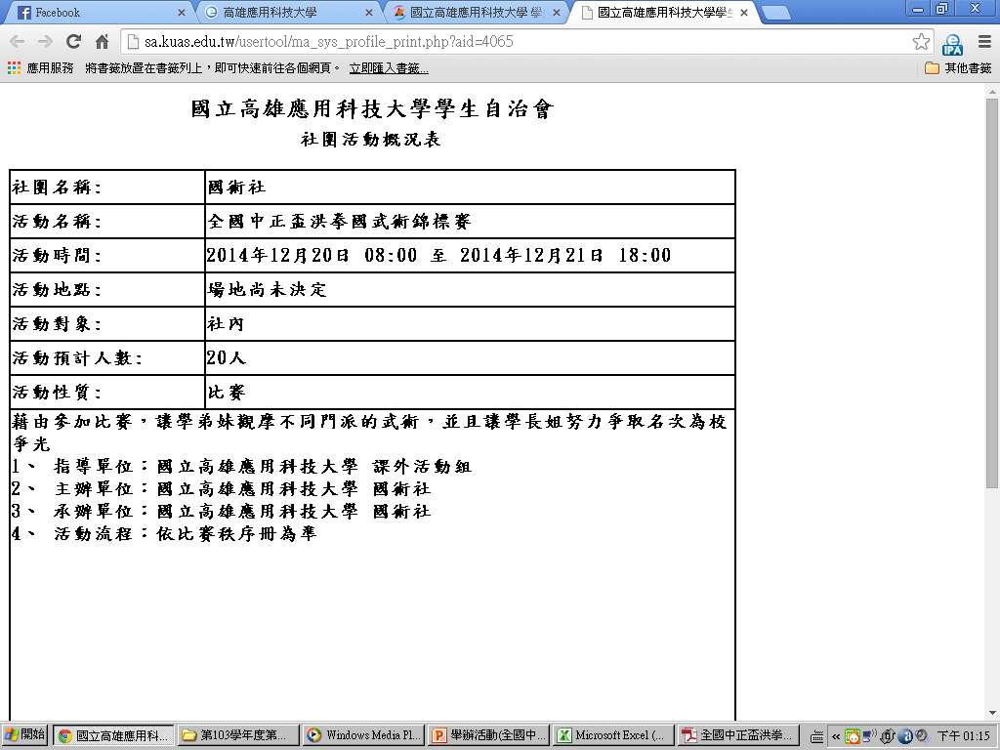 Facebook
高雄應用科技大學
國立高雄應用科技大學 學
國立高雄應用科技大學學生
sa.kuas.edu.tw/usertool/ma_sys_profile_print.php?aid=4065
IPA
應用服務 將書籤放置在書籤列上，即可快速前往各個網頁。 立即匯入書籤...
其他書籤
國立高雄應用科技大學學生自治會
社團活動概況表
社團名稱: 國術社
活動名稱: 全國中正盃洪拳國武術錦標賽
活動時間: 2014年12月20日 08:00 至 2014年12月21日 18:00
活動地點: 場地尚未決定
活動對象: 社內
活動預計人數: 20人
活動性質: 比賽
藉由參加比賽，讓學弟妹觀摩不同門派的武術，並且讓學長姐努力爭取名次為校
爭光
1、 指導單位：國立高雄應用科技大學 課外活動組
2、 主辦單位：國立高雄應用科技大學 國術社
3、 承辦單位：國立高雄應用科技大學 國術社
4、 活動流程：依比賽秩序冊為準
開始 國立高雄應用科... 第103學年度第... Windows Media Pl... 舉辦活動(全國中... Microsoft Excel (... 全國中正盃洪拳... 下午 01:15